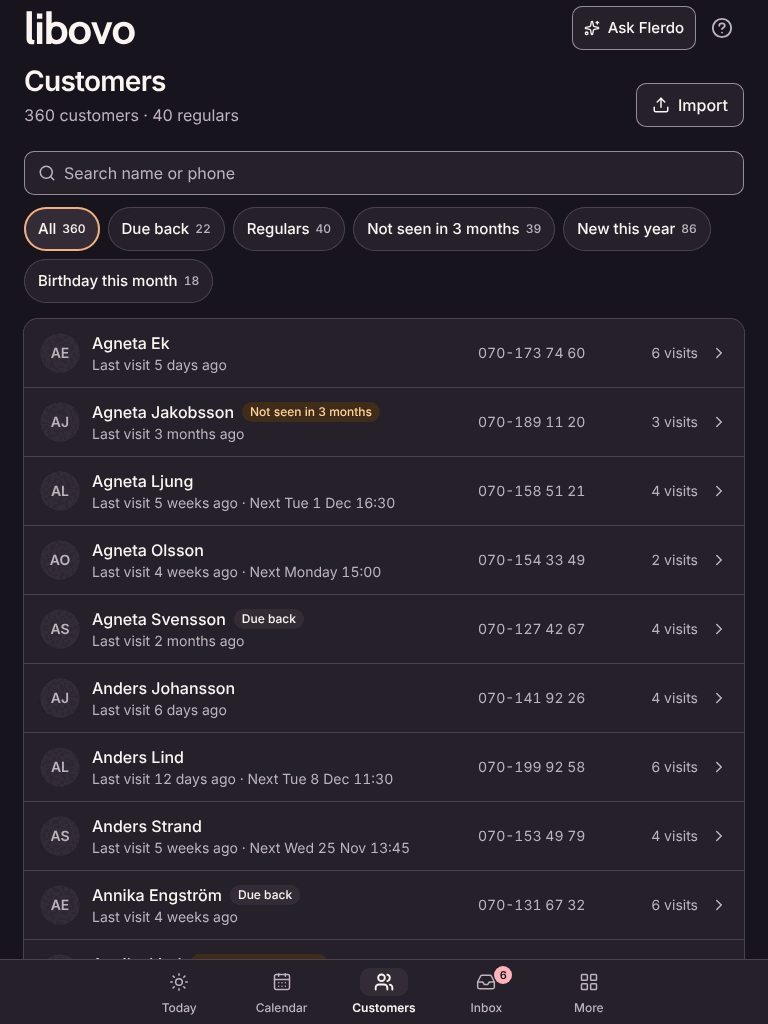 libovo
Ask Flerdo
Customers
360 customers · 40 regulars
Import
Search name or phone
All 360
Due back 22
Regulars 40
Not seen in 3 months 39
New this year 86
Birthday this month 18
AE Agneta Ek 070-173 74 60 6 visits
Last visit 5 days ago
AJ Agneta Jakobsson Not seen in 3 months 070-189 11 20 3 visits
Last visit 3 months ago
AL Agneta Ljung 070-158 51 21 4 visits
Last visit 5 weeks ago · Next Tue 1 Dec 16:30
AO Agneta Olsson 070-154 33 49 2 visits
Last visit 4 weeks ago · Next Monday 15:00
AS Agneta Svensson Due back 070-127 42 67 4 visits
Last visit 2 months ago
AJ Anders Johansson 070-141 92 26 4 visits
Last visit 6 days ago
AL Anders Lind 070-199 92 58 6 visits
Last visit 12 days ago · Next Tue 8 Dec 11:30
AS Anders Strand 070-153 49 79 4 visits
Last visit 5 weeks ago · Next Wed 25 Nov 13:45
AE Annika Engström Due back 070-131 67 32 6 visits
Last visit 4 weeks ago
6
Today
Calendar
Customers
Inbox
More